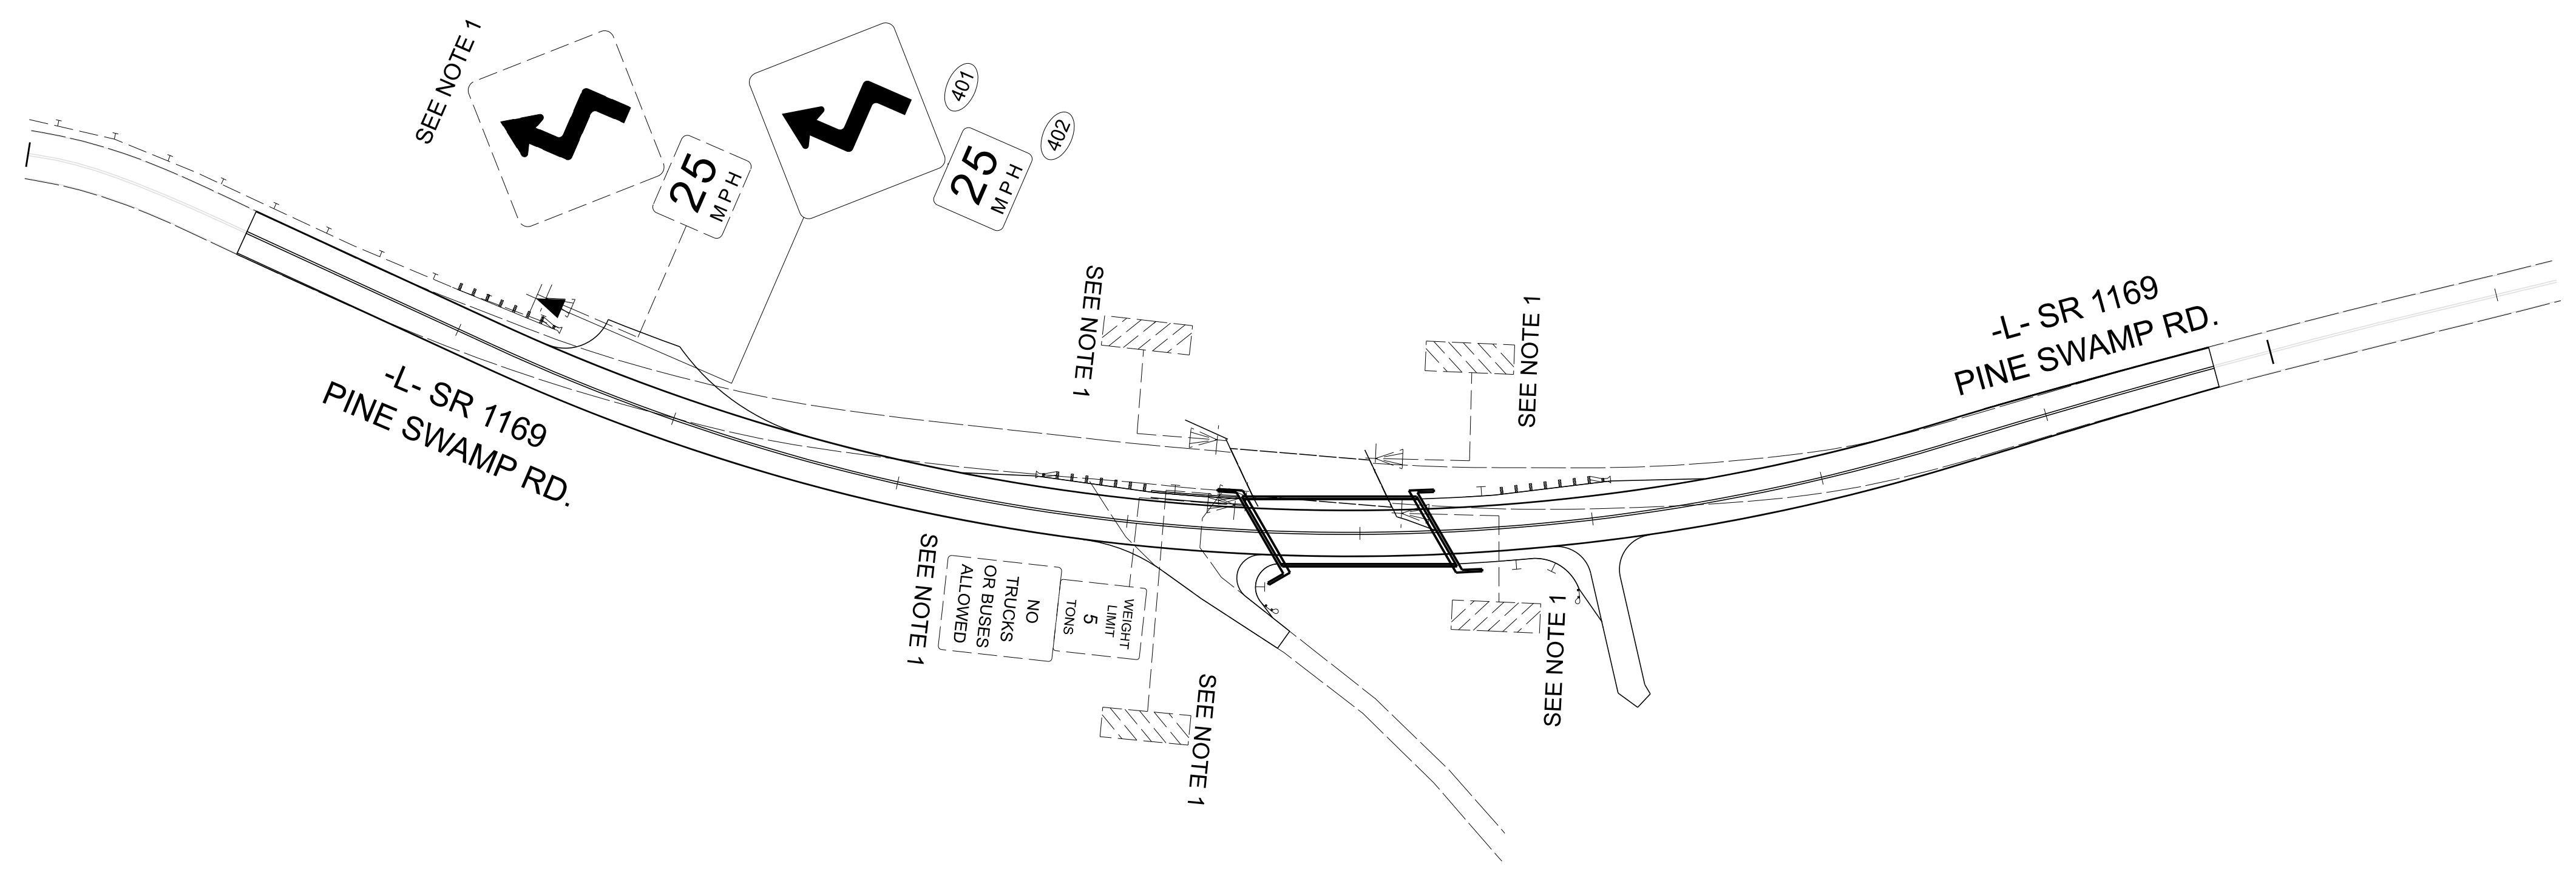 SEE NOTE 1
25
MPH
401
25
MPH
402
-L- SR 1169
PINE SWAMP RD.
SEE NOTE 1
SEE NOTE 1
-L- SR 1169
PINE SWAMP RD.
SEE NOTE 1
NO
TRUCKS
OR BUSES
ALLOWED
WEIGHT
LIMIT
5
TONS
SEE NOTE 1
SEE NOTE 1